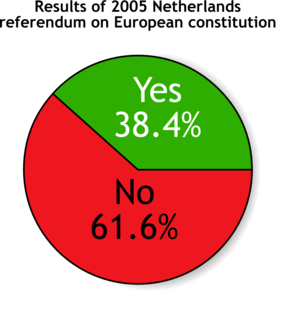 Results of 2005 Netherlands
referendum on European constitution
Yes
38.4%
No
61.6%